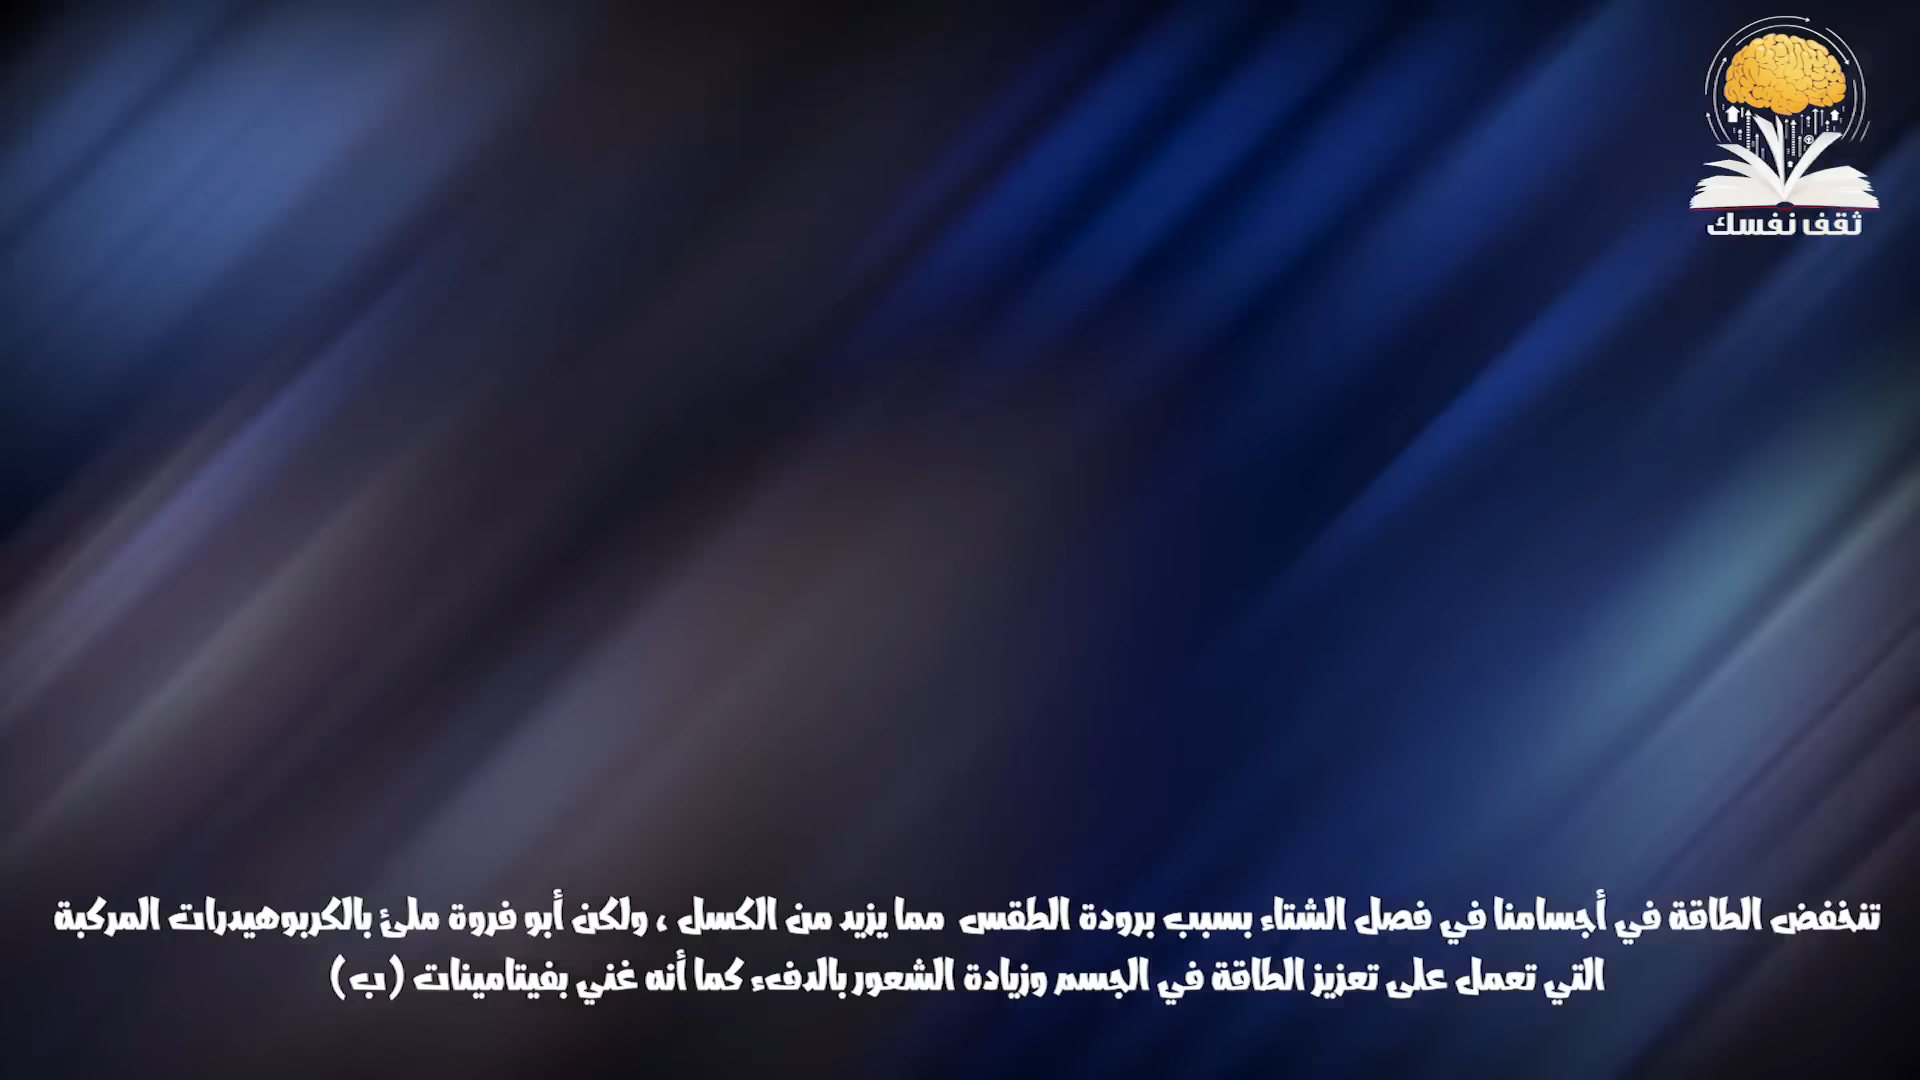 ثقف نفسك
تنخفض الطاقة في أجسامنا في فصل الشتاء بسبب برودة الطقس مما يزيد من الكسل ، ولكن أبو فروة ملئ بالكربوهيدرات المركبة
التي تعمل على تعزيز الطاقة في الجسم وزيادة الشعور بالدفء كما أنه غني بفيتامينات (ب)